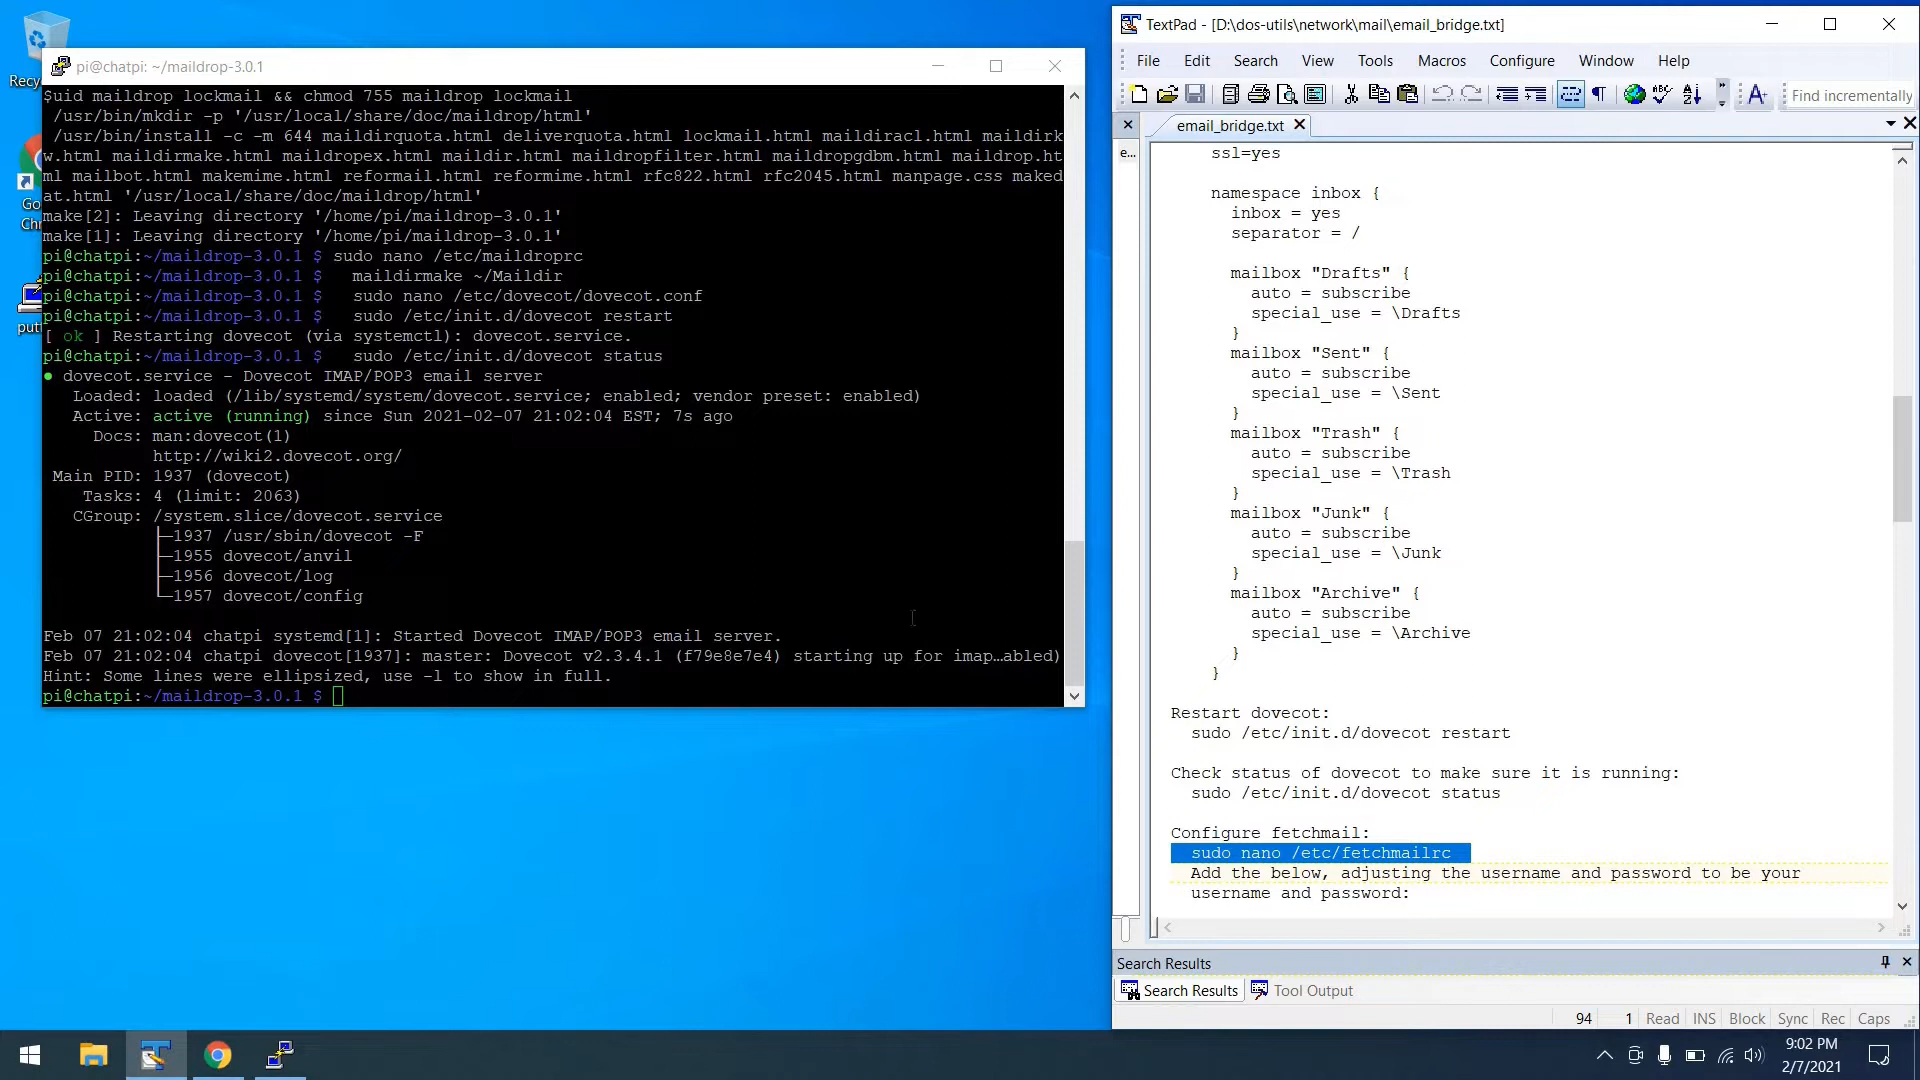 Recy
Go
Chr
put
pi@chatpi: ~/maildrop-3.0.1
$uid maildrop lockmail && chmod 755 maildrop lockmail
/usr/bin/mkdir -p '/usr/local/share/doc/maildrop/html'
/usr/bin/install -c -m 644 maildirquota.html deliverquota.html lockmail.html maildiracl.html maildirk
w.html maildirmake.html maildropex.html maildir.html maildropfilter.html maildropgdbm.html maildrop.ht
ml mailbot.html makemime.html reformail.html reformime.html rfc822.html rfc2045.html manpage.css maked
at.html '/usr/local/share/doc/maildrop/html'
make[2]: Leaving directory '/home/pi/maildrop-3.0.1'
make[1]: Leaving directory '/home/pi/maildrop-3.0.1'
pi@chatpi:~/maildrop-3.0.1 $ sudo nano /etc/maildroprc
pi@chatpi:~/maildrop-3.0.1 $   maildirmake ~/Maildir
pi@chatpi:~/maildrop-3.0.1 $   sudo nano /etc/dovecot/dovecot.conf
pi@chatpi:~/maildrop-3.0.1 $   sudo /etc/init.d/dovecot restart
[ ok ] Restarting dovecot (via systemctl): dovecot.service.
pi@chatpi:~/maildrop-3.0.1 $   sudo /etc/init.d/dovecot status
● dovecot.service - Dovecot IMAP/POP3 email server
Loaded: loaded (/lib/systemd/system/dovecot.service; enabled; vendor preset: enabled)
Active: active (running) since Sun 2021-02-07 21:02:04 EST; 7s ago
Docs: man:dovecot(1)
http://wiki2.dovecot.org/
Main PID: 1937 (dovecot)
Tasks: 4 (limit: 2063)
CGroup: /system.slice/dovecot.service
├─1937 /usr/sbin/dovecot -F
├─1955 dovecot/anvil
├─1956 dovecot/log
└─1957 dovecot/config
Feb 07 21:02:04 chatpi systemd[1]: Started Dovecot IMAP/POP3 email server.
Feb 07 21:02:04 chatpi dovecot[1937]: master: Dovecot v2.3.4.1 (f79e8e7e4) starting up for imap…abled)
Hint: Some lines were ellipsized, use -l to show in full.
pi@chatpi:~/maildrop-3.0.1 $
TextPad - [D:\dos-utils\network\mail\email_bridge.txt]
File Edit Search View Tools Macros Configure Window Help
Find incrementally
email_bridge.txt
e...
ssl=yes
namespace inbox {
inbox = yes
separator = /
mailbox "Drafts" {
auto = subscribe
special_use = \Drafts
}
mailbox "Sent" {
auto = subscribe
special_use = \Sent
}
mailbox "Trash" {
auto = subscribe
special_use = \Trash
}
mailbox "Junk" {
auto = subscribe
special_use = \Junk
}
mailbox "Archive" {
auto = subscribe
special_use = \Archive
}
}
Restart dovecot:
sudo /etc/init.d/dovecot restart
Check status of dovecot to make sure it is running:
sudo /etc/init.d/dovecot status
Configure fetchmail:
sudo nano /etc/fetchmailrc
Add the below, adjusting the username and password to be your
username and password:
Search Results
Search Results Tool Output
94 1 Read INS Block Sync Rec Caps
9:02 PM
2/7/2021